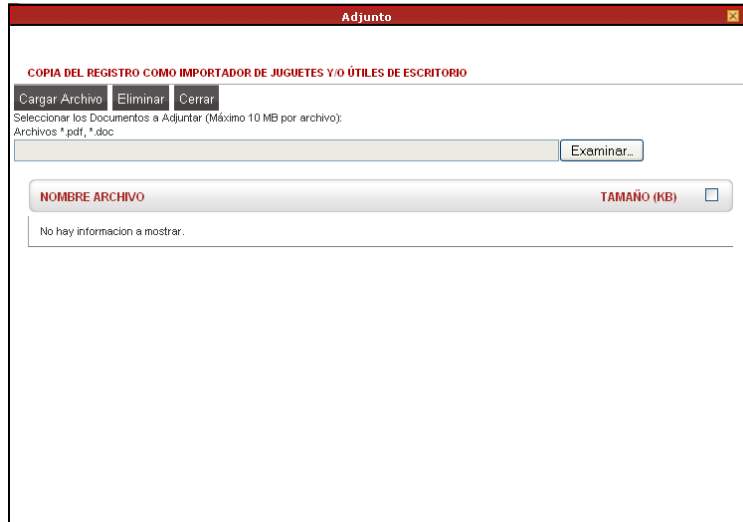 Adjunto
COPIA DEL REGISTRO COMO IMPORTADOR DE JUGUETES Y/O ÚTILES DE ESCRITORIO
Cargar Archivo Eliminar Cerrar
Seleccionar los Documentos a Adjuntar (Máximo 10 MB por archivo):
Archivos *.pdf, *.doc
Examinar...
NOMBRE ARCHIVO TAMAÑO (KB)
No hay informacion a mostrar.